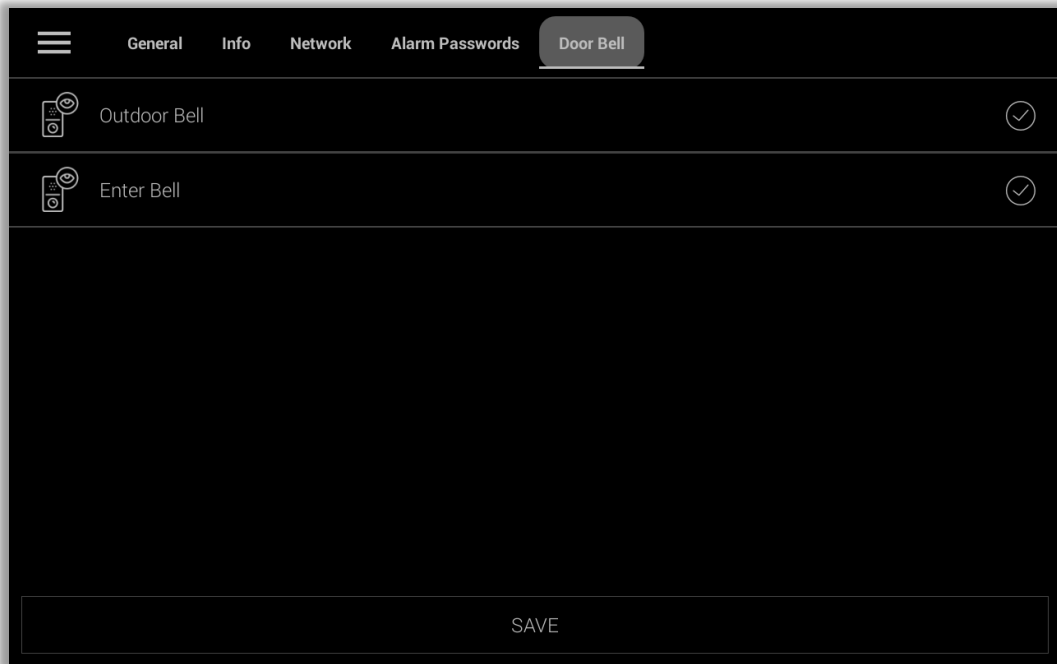 General Info Network Alarm Passwords Door Bell
Outdoor Bell
Enter Bell
SAVE